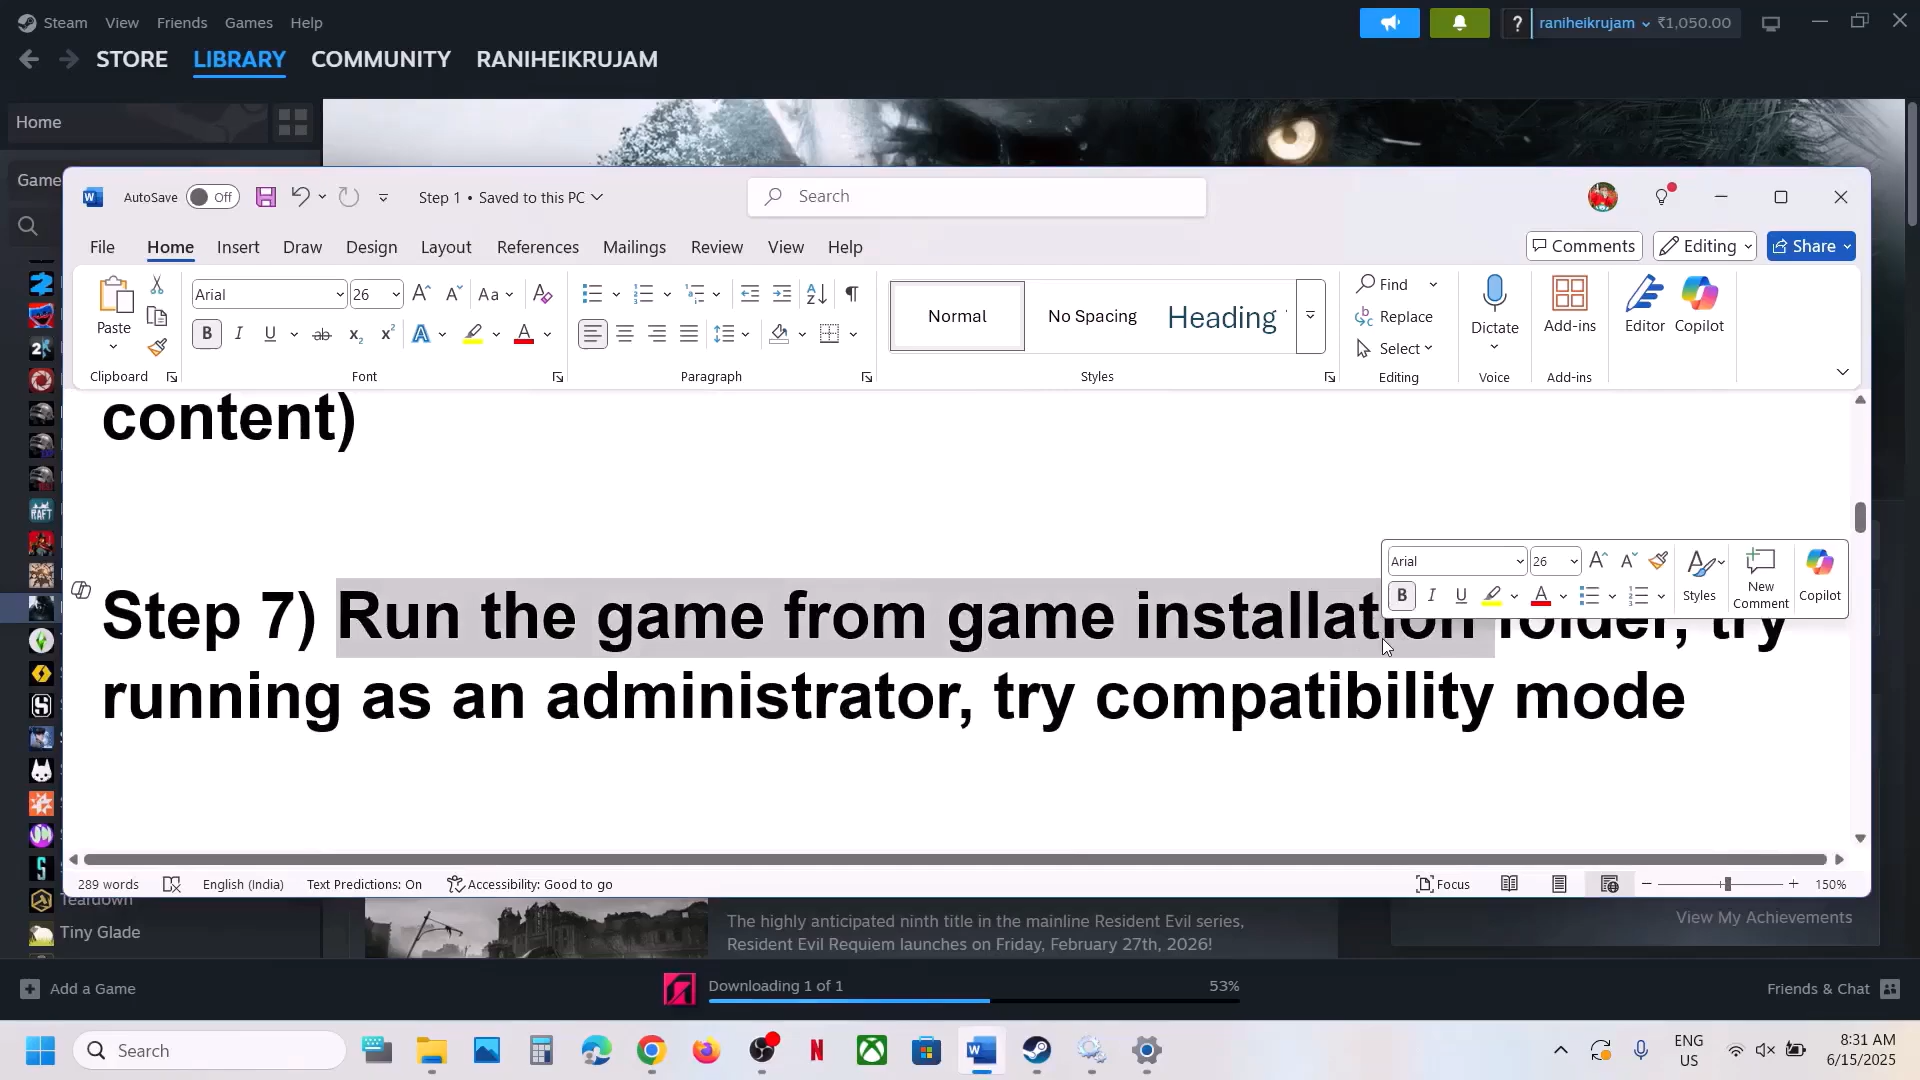 Steam View Friends Games Help
raniheikrujam ₹1,050.00
STORE LIBRARY COMMUNITY RANIHEIKRUJAM
Home
Game
AutoSave Off Step 1 • Saved to this PC Search
File Home Insert Draw Design Layout References Mailings Review View Help Comments Editing Share
Paste Arial 26 Aa Normal No Spacing Heading Find Replace Select Dictate Add-ins Editor Copilot
Clipboard Font Paragraph Styles Editing Voice Add-ins
content)
Arial 26 Styles New Comment Copilot
Step 7) Run the game from game installation folder, try
running as an administrator, try compatibility mode
289 words English (India) Text Predictions: On Accessibility: Good to go Focus 150%
Teardown
Tiny Glade
The highly anticipated ninth title in the mainline Resident Evil series,
Resident Evil Requiem launches on Friday, February 27th, 2026!
View My Achievements
Add a Game Downloading 1 of 1 53% Friends & Chat
Search ENG US 8:31 AM 6/15/2025